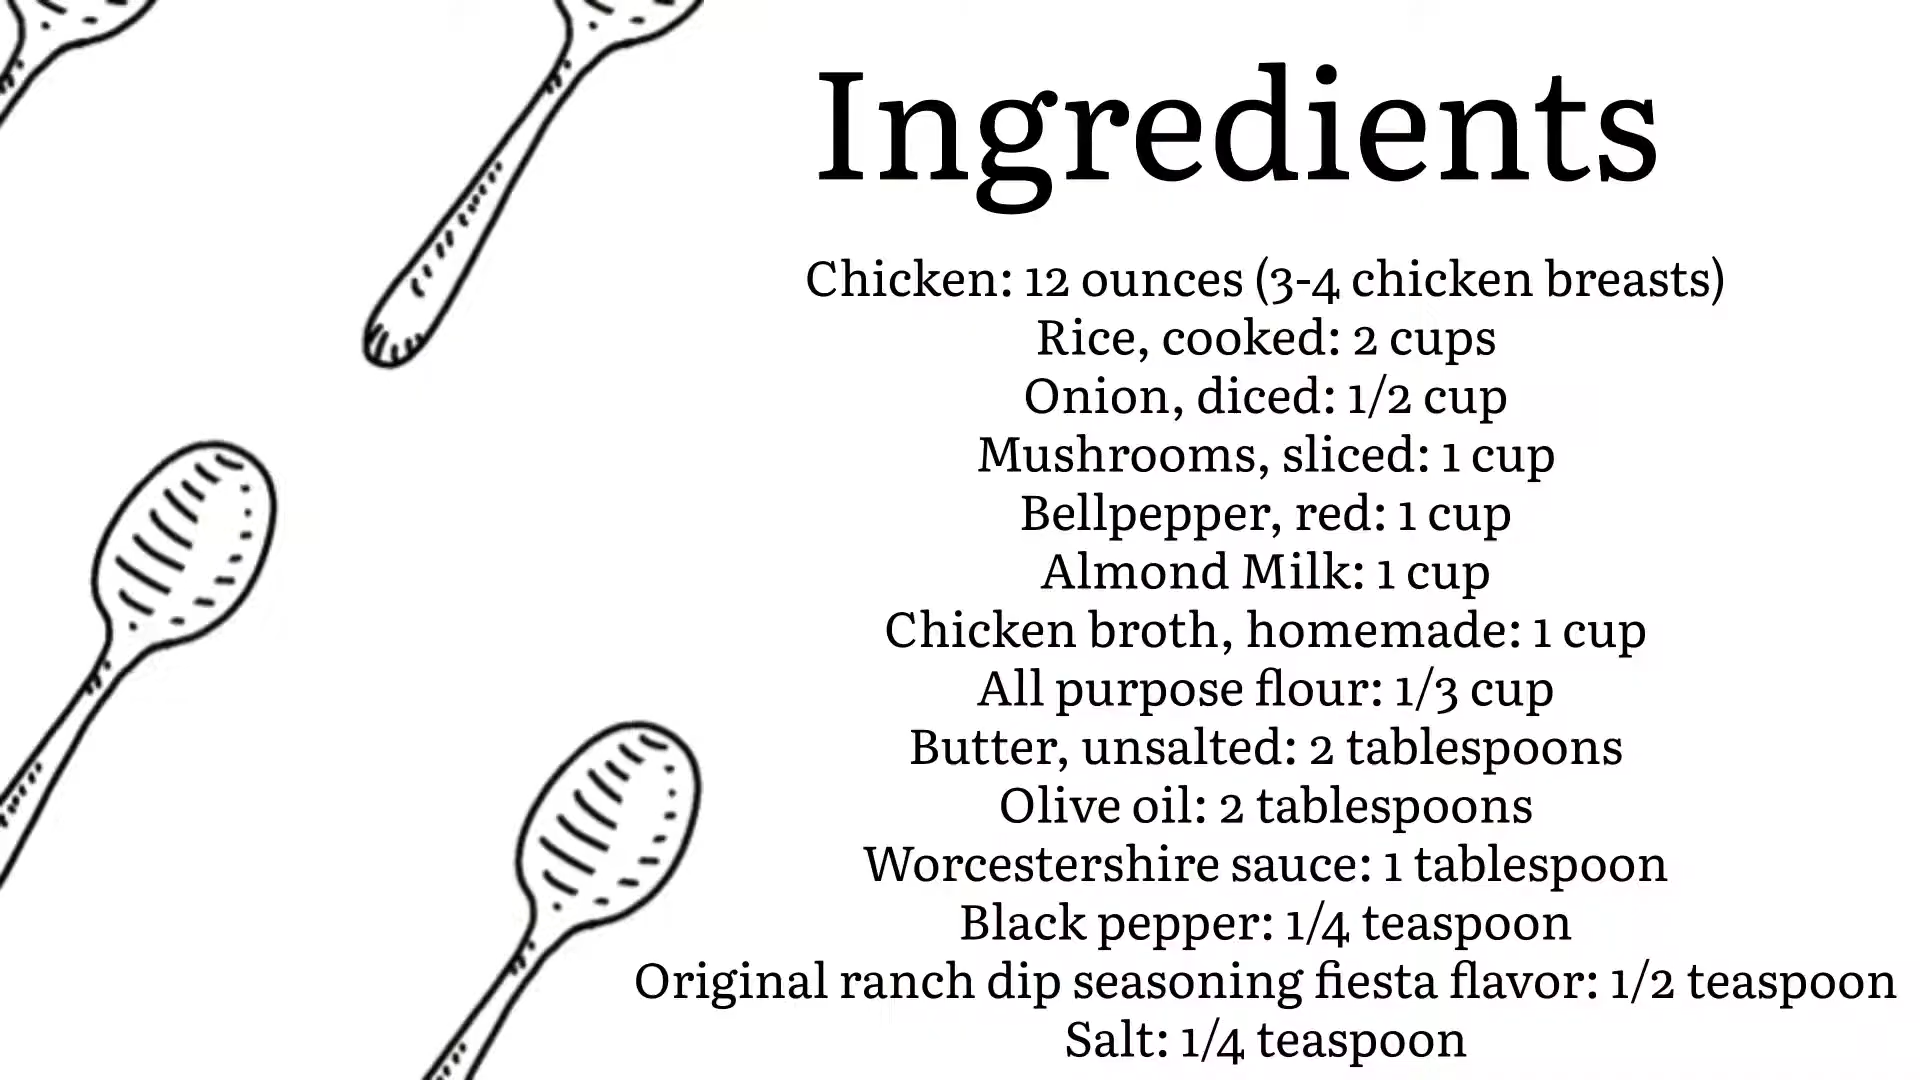 Ingredients
Chicken: 12 ounces (3-4 chicken breasts)
Rice, cooked: 2 cups
Onion, diced: 1/2 cup
Mushrooms, sliced: 1 cup
Bellpepper, red: 1 cup
Almond Milk: 1 cup
Chicken broth, homemade: 1 cup
All purpose flour: 1/3 cup
Butter, unsalted: 2 tablespoons
Olive oil: 2 tablespoons
Worcestershire sauce: 1 tablespoon
Black pepper: 1/4 teaspoon
Original ranch dip seasoning fiesta flavor: 1/2 teaspoon
Salt: 1/4 teaspoon